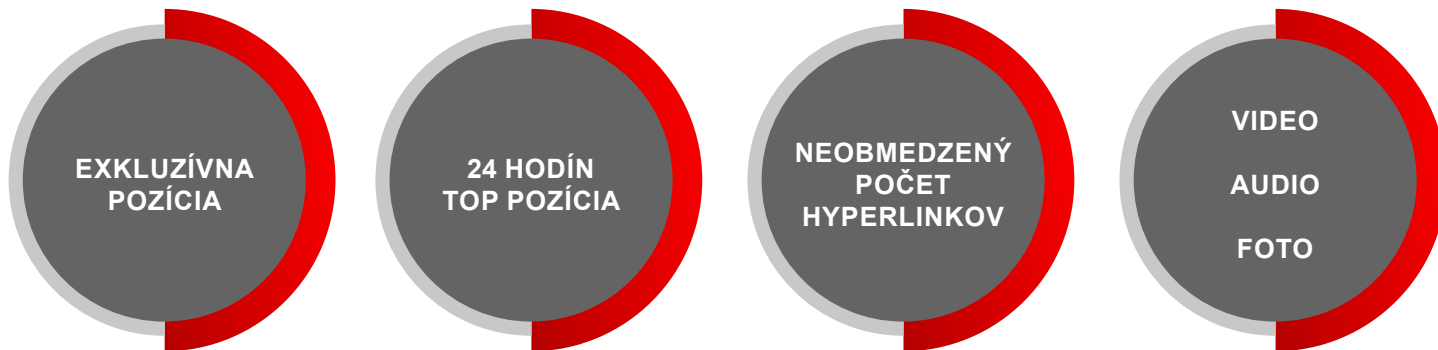 EXKLUZÍVNA
POZÍCIA
24 HODÍN
TOP POZÍCIA
NEOBMEDZENÝ
POČET
HYPERLINKOV
VIDEO
AUDIO
FOTO